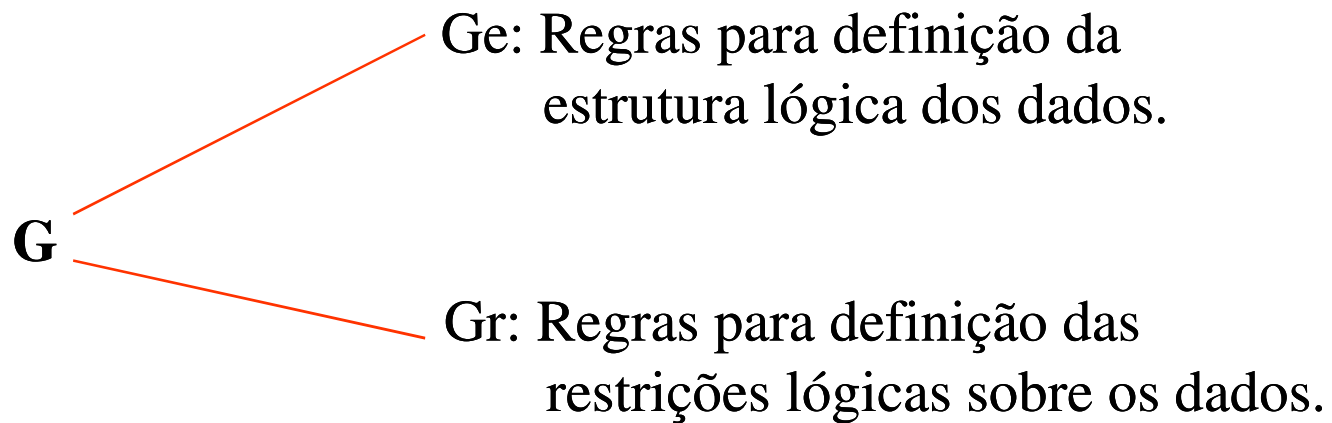 Ge: Regras para definição da
estrutura lógica dos dados.
G
Gr: Regras para definição das
restrições lógicas sobre os dados.